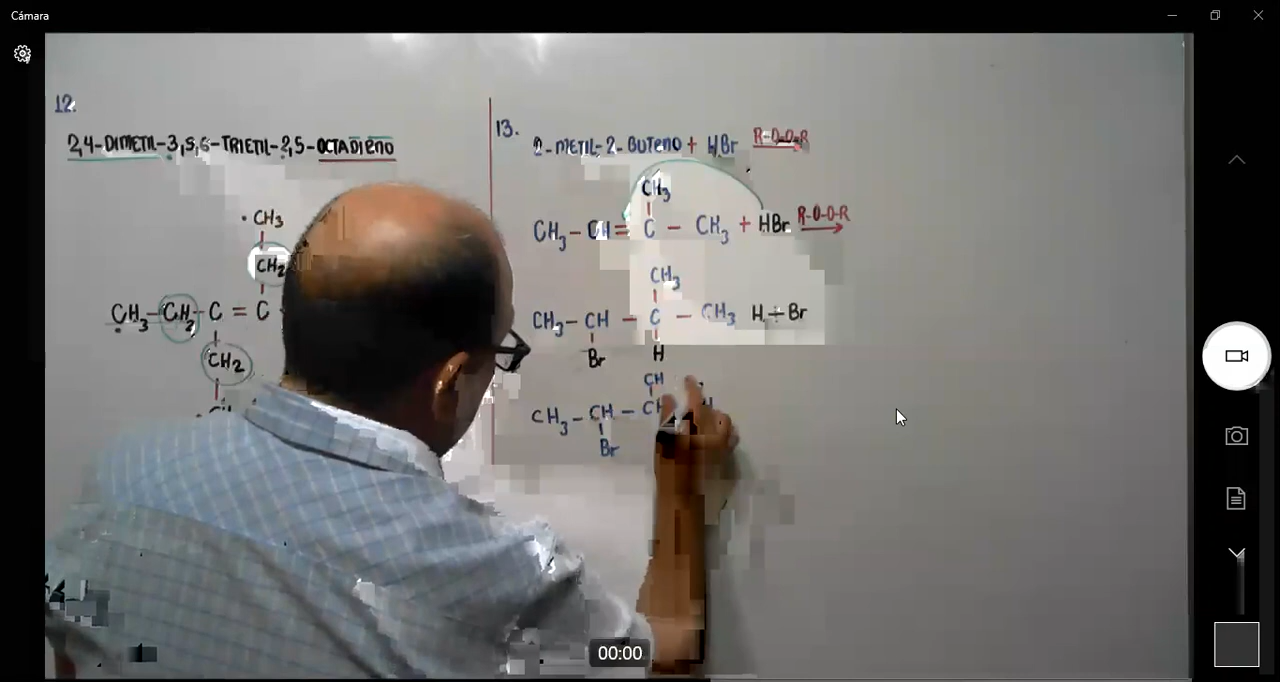 Cámara
12.
2,4-DIMETIL-3,5,6-TRIETIL-2,5-OCTADIENO
CH3
CH2
CH3-CH2-C = C
CH2
13.
2-METIL-2-BUTENO + HBr R-O-O-R
CH3
CH3-CH=C-CH3 + HBr R-O-O-R
CH3
CH3-CH-C-CH3 H+Br
Br H
CH
CH3-CH-CH
Br
00:00